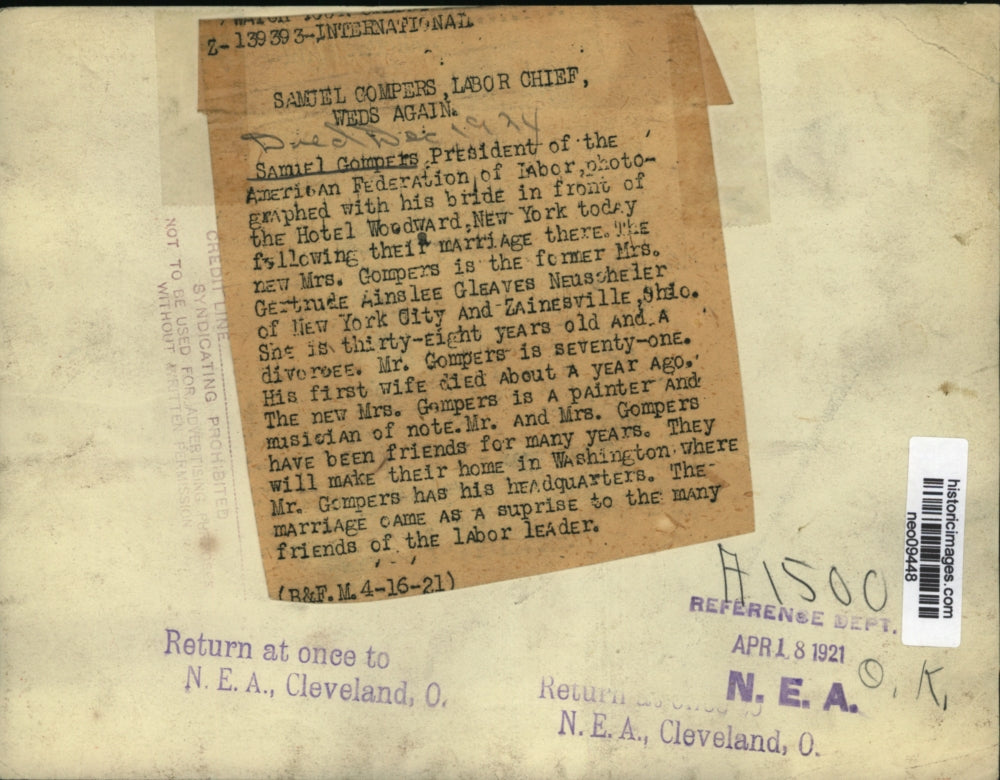 Z-139393-INTERNATIONAL
SAMUEL GOMPERS, LABOR CHIEF,
WEDS AGAIN.
Died Dec 1924
Samuel Gompers, President of the
American Federation of Labor, photo-
graphed with his bride in front of
the Hotel Woodward, New York today
following their marriage there. The
new Mrs. Gompers is the former Mrs.
Gertrude Ainslee Gleaves Neuscheler
of New York City and Zainesville, Ohio.
She is thirty-eight years old and a
divorcee. Mr. Gompers is seventy-one.
His first wife died about a year ago.
The new Mrs. Gompers is a painter and
musician of note. Mr. and Mrs. Gompers
have been friends for many years. They
will make their home in Washington where
Mr. Gompers has his headquarters. The
marriage came as a suprise to the many
friends of the labor leader.
(B&F.M. 4-16-21)
CREDIT LINE
SYNDICATING PROHIBITED
NOT TO BE USED FOR ADVERTISING
WITHOUT WRITTEN PERMISSION
A1500
REFERENCE DEPT.
APR 18 1921
N. E. A.
O. K.
Return at once to
N. E. A., Cleveland, O.
Return at once to
N. E. A., Cleveland, O.
historicimages.com
neo09448